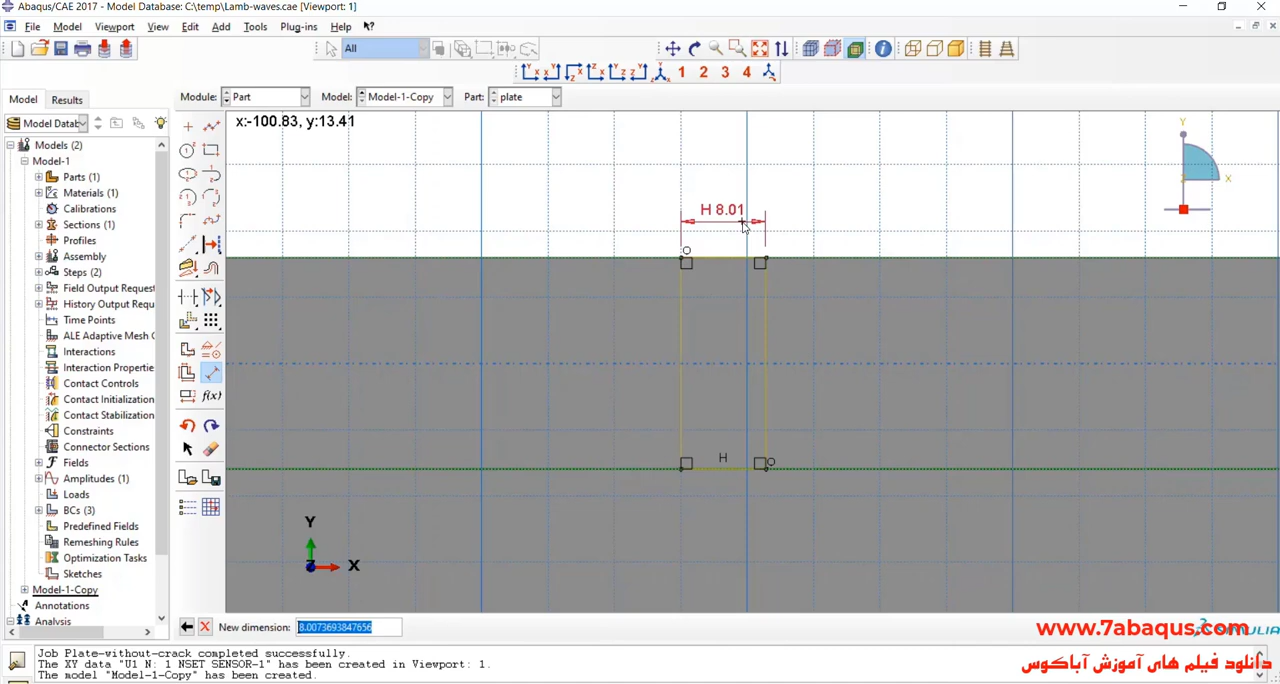 Abaqus/CAE 2017 - Model Database: C:\temp\Lamb-waves.cae [Viewport: 1]
File Model Viewport View Edit Add Tools Plug-ins Help
All
1 2 3 4
Model Results Module: Part Model: Model-1-Copy Part: plate
Model Datab
x:-100.83, y:13.41
Models (2)
Model-1
Parts (1)
Materials (1)
Calibrations
Sections (1)
Profiles
Assembly
Steps (2)
Field Output Request
History Output Requ
Time Points
ALE Adaptive Mesh C
Interactions
Interaction Propertie
Contact Controls
Contact Initialization
Contact Stabilization
Constraints
Connector Sections
Fields
Amplitudes (1)
Loads
BCs (3)
Predefined Fields
Remeshing Rules
Optimization Tasks
Sketches
Model-1-Copy
Annotations
Analysis
f(x)
Y
X
H 8.01
H
Y
Z
X
New dimension: 8.0073693847656
www.7abaqus.com
SIMULIA
دانلود فیلم های آموزش آباکوس
Job Plate-without-crack completed successfully.
The XY data "U1 N: 1 NSET SENSOR-1" has been created in Viewport: 1.
The model "Model-1-Copy" has been created.